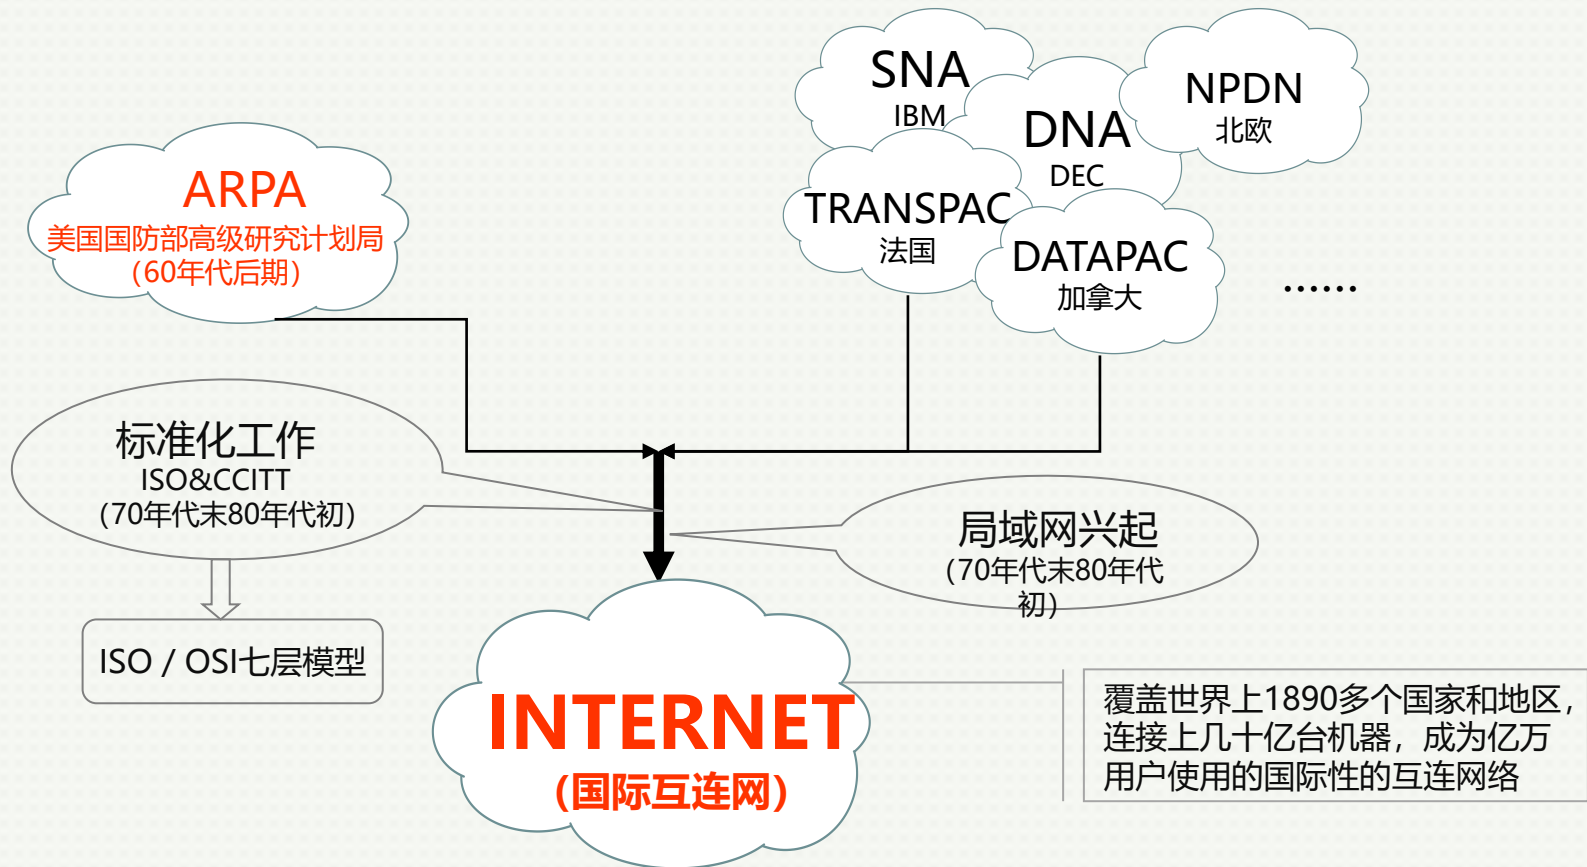 SNA
IBM
DNA
DEC
NPDN
北欧
ARPA
美国国防部高级研究计划局
（60年代后期）
TRANSPAC
法国
DATAPAC
加拿大
......
标准化工作
ISO&CCITT
（70年代末80年代初）
局域网兴起
（70年代末80年代
初）
ISO / OSI七层模型
INTERNET
（国际互连网）
覆盖世界上1890多个国家和地区，
连接上几十亿台机器，成为亿万
用户使用的国际性的互连网络